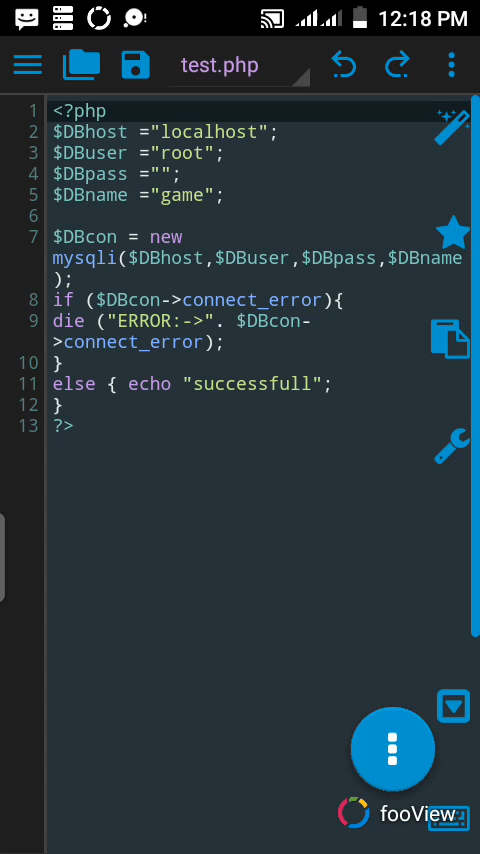 12:18 PM
test.php
1 <?php
2 $DBhost ="localhost";
3 $DBuser ="root";
4 $DBpass ="";
5 $DBname ="game";
6
7 $DBcon = new
mysqli($DBhost,$DBuser,$DBpass,$DBname
);
8 if ($DBcon->connect_error){
9 die ("ERROR:->". $DBcon-
>connect_error);
10 }
11 else { echo "successfull";
12 }
13 ?>
fooView